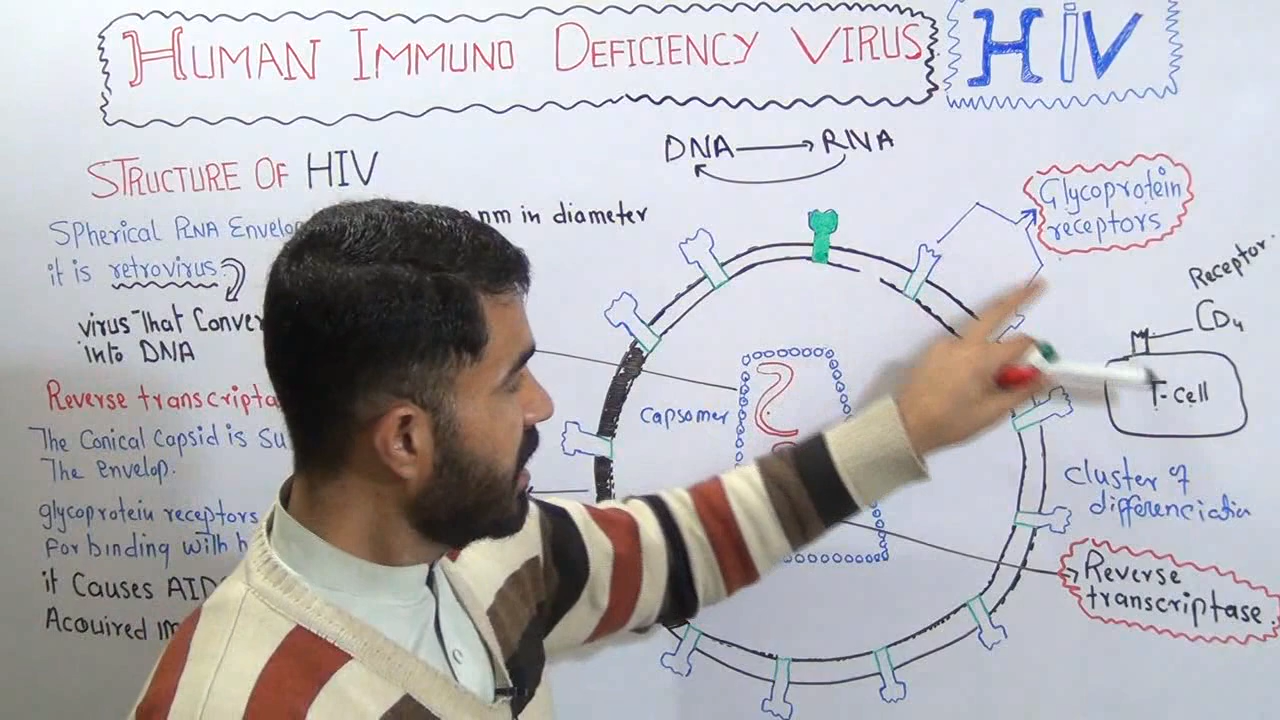 HUMAN IMMUNO DEFICIENCY VIRUS
HIV
DNA → RNA
STRUCTURE OF HIV
Spherical RNA Envelo
nm in diameter
it is retrovirus
virus That Conver
into DNA
Reverse transcripta
The Conical Capsid is Su
The envelop.
glycoprotein receptors
For binding with h
it Causes AID
Acquired Im
Glycoprotein
receptors
Receptor.
CD4
T-cell
Capsomer
cluster of
differenciation
Reverse
transcriptase.